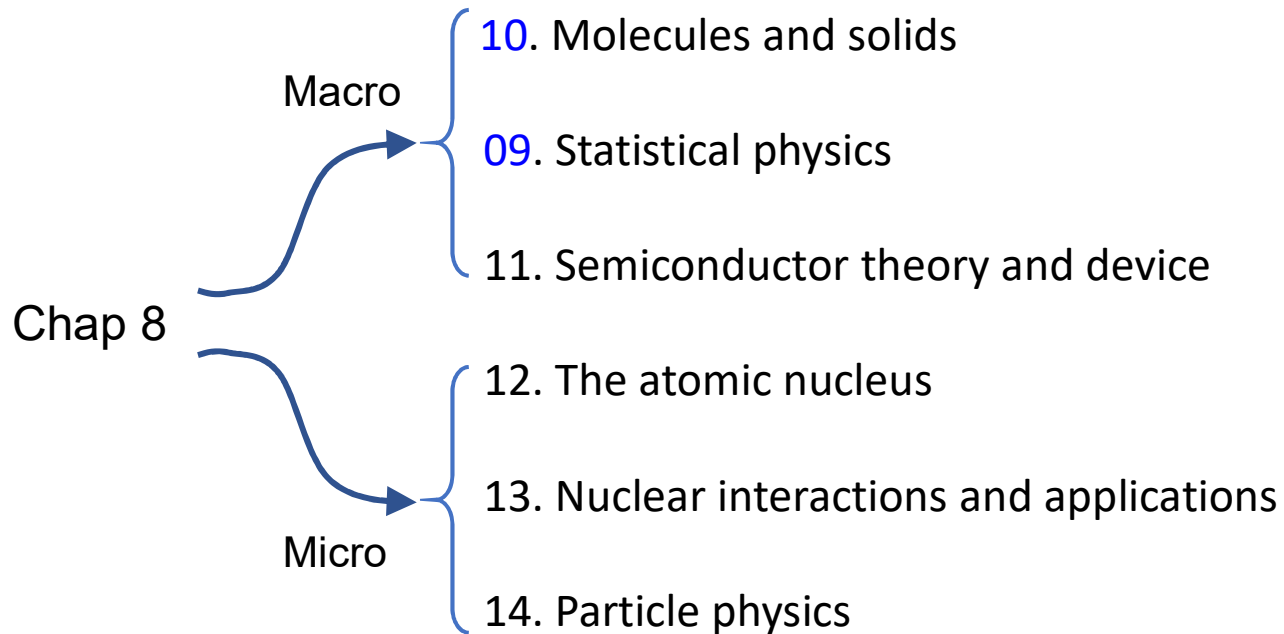 10. Molecules and solids
Macro
09. Statistical physics
11. Semiconductor theory and device
Chap 8
12. The atomic nucleus
13. Nuclear interactions and applications
Micro
14. Particle physics